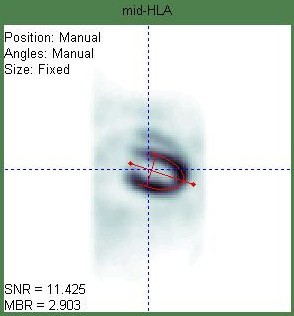 mid-HLA
Position: Manual
Angles: Manual
Size: Fixed
SNR = 11.425
MBR = 2.903